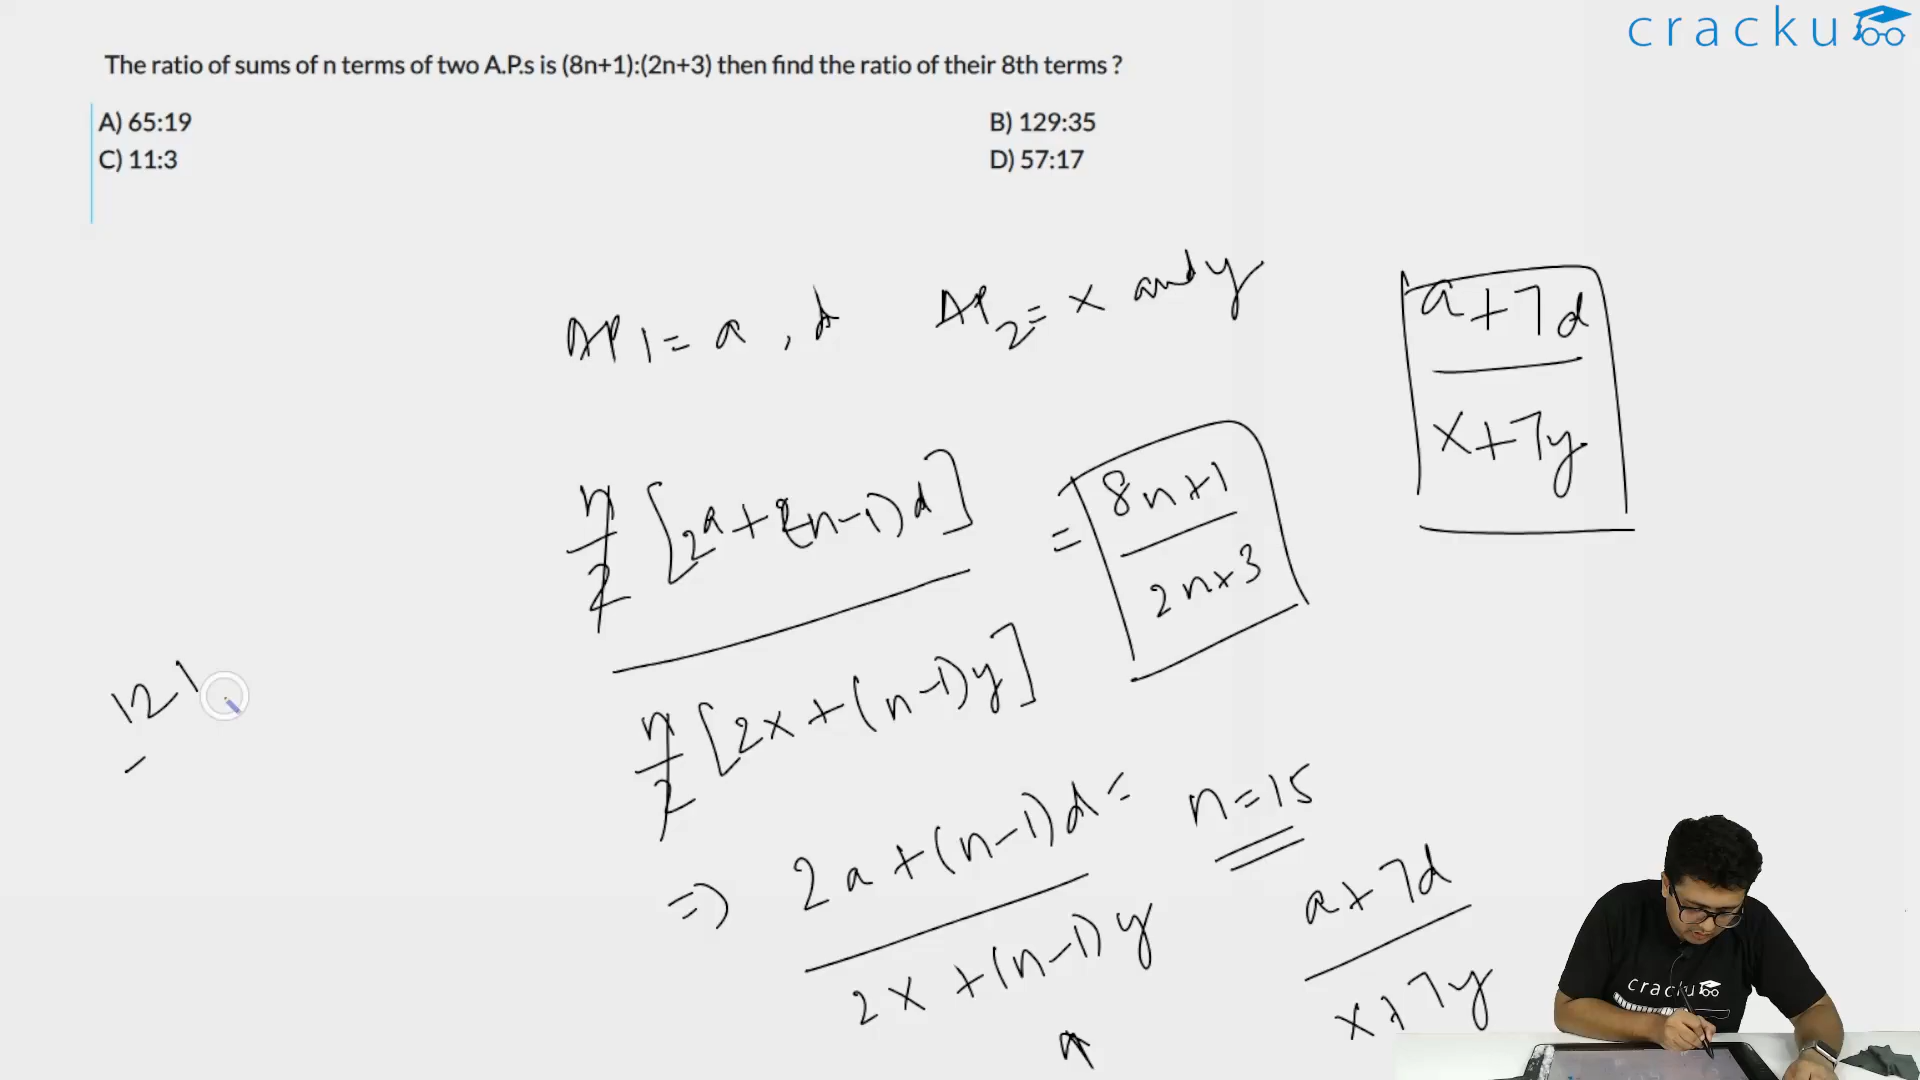 cracku
The ratio of sums of n terms of two A.P.s is (8n+1):(2n+3) then find the ratio of their 8th terms ?
A) 65:19
B) 129:35
C) 11:3
D) 57:17
AP1 = a , d
AP2 = x and y
a+7d
x+7y
n/2 [2a+(n-1)d]
n/2 [2x+(n-1)y]
= 8n+1
2n+3
n=15
=> 2a+(n-1)d =
2x+(n-1)y
a+7d
x+7y
121
cracku